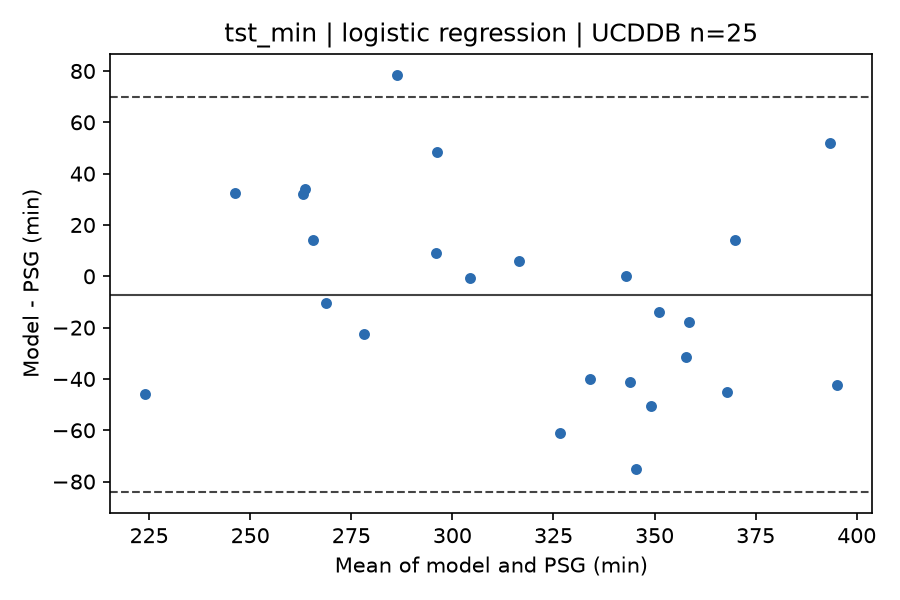 tst_min | logistic regression | UCDDB n=25
80
60
40
20
0
−20
−40
−60
−80
Model - PSG (min)
225 250 275 300 325 350 375 400
Mean of model and PSG (min)